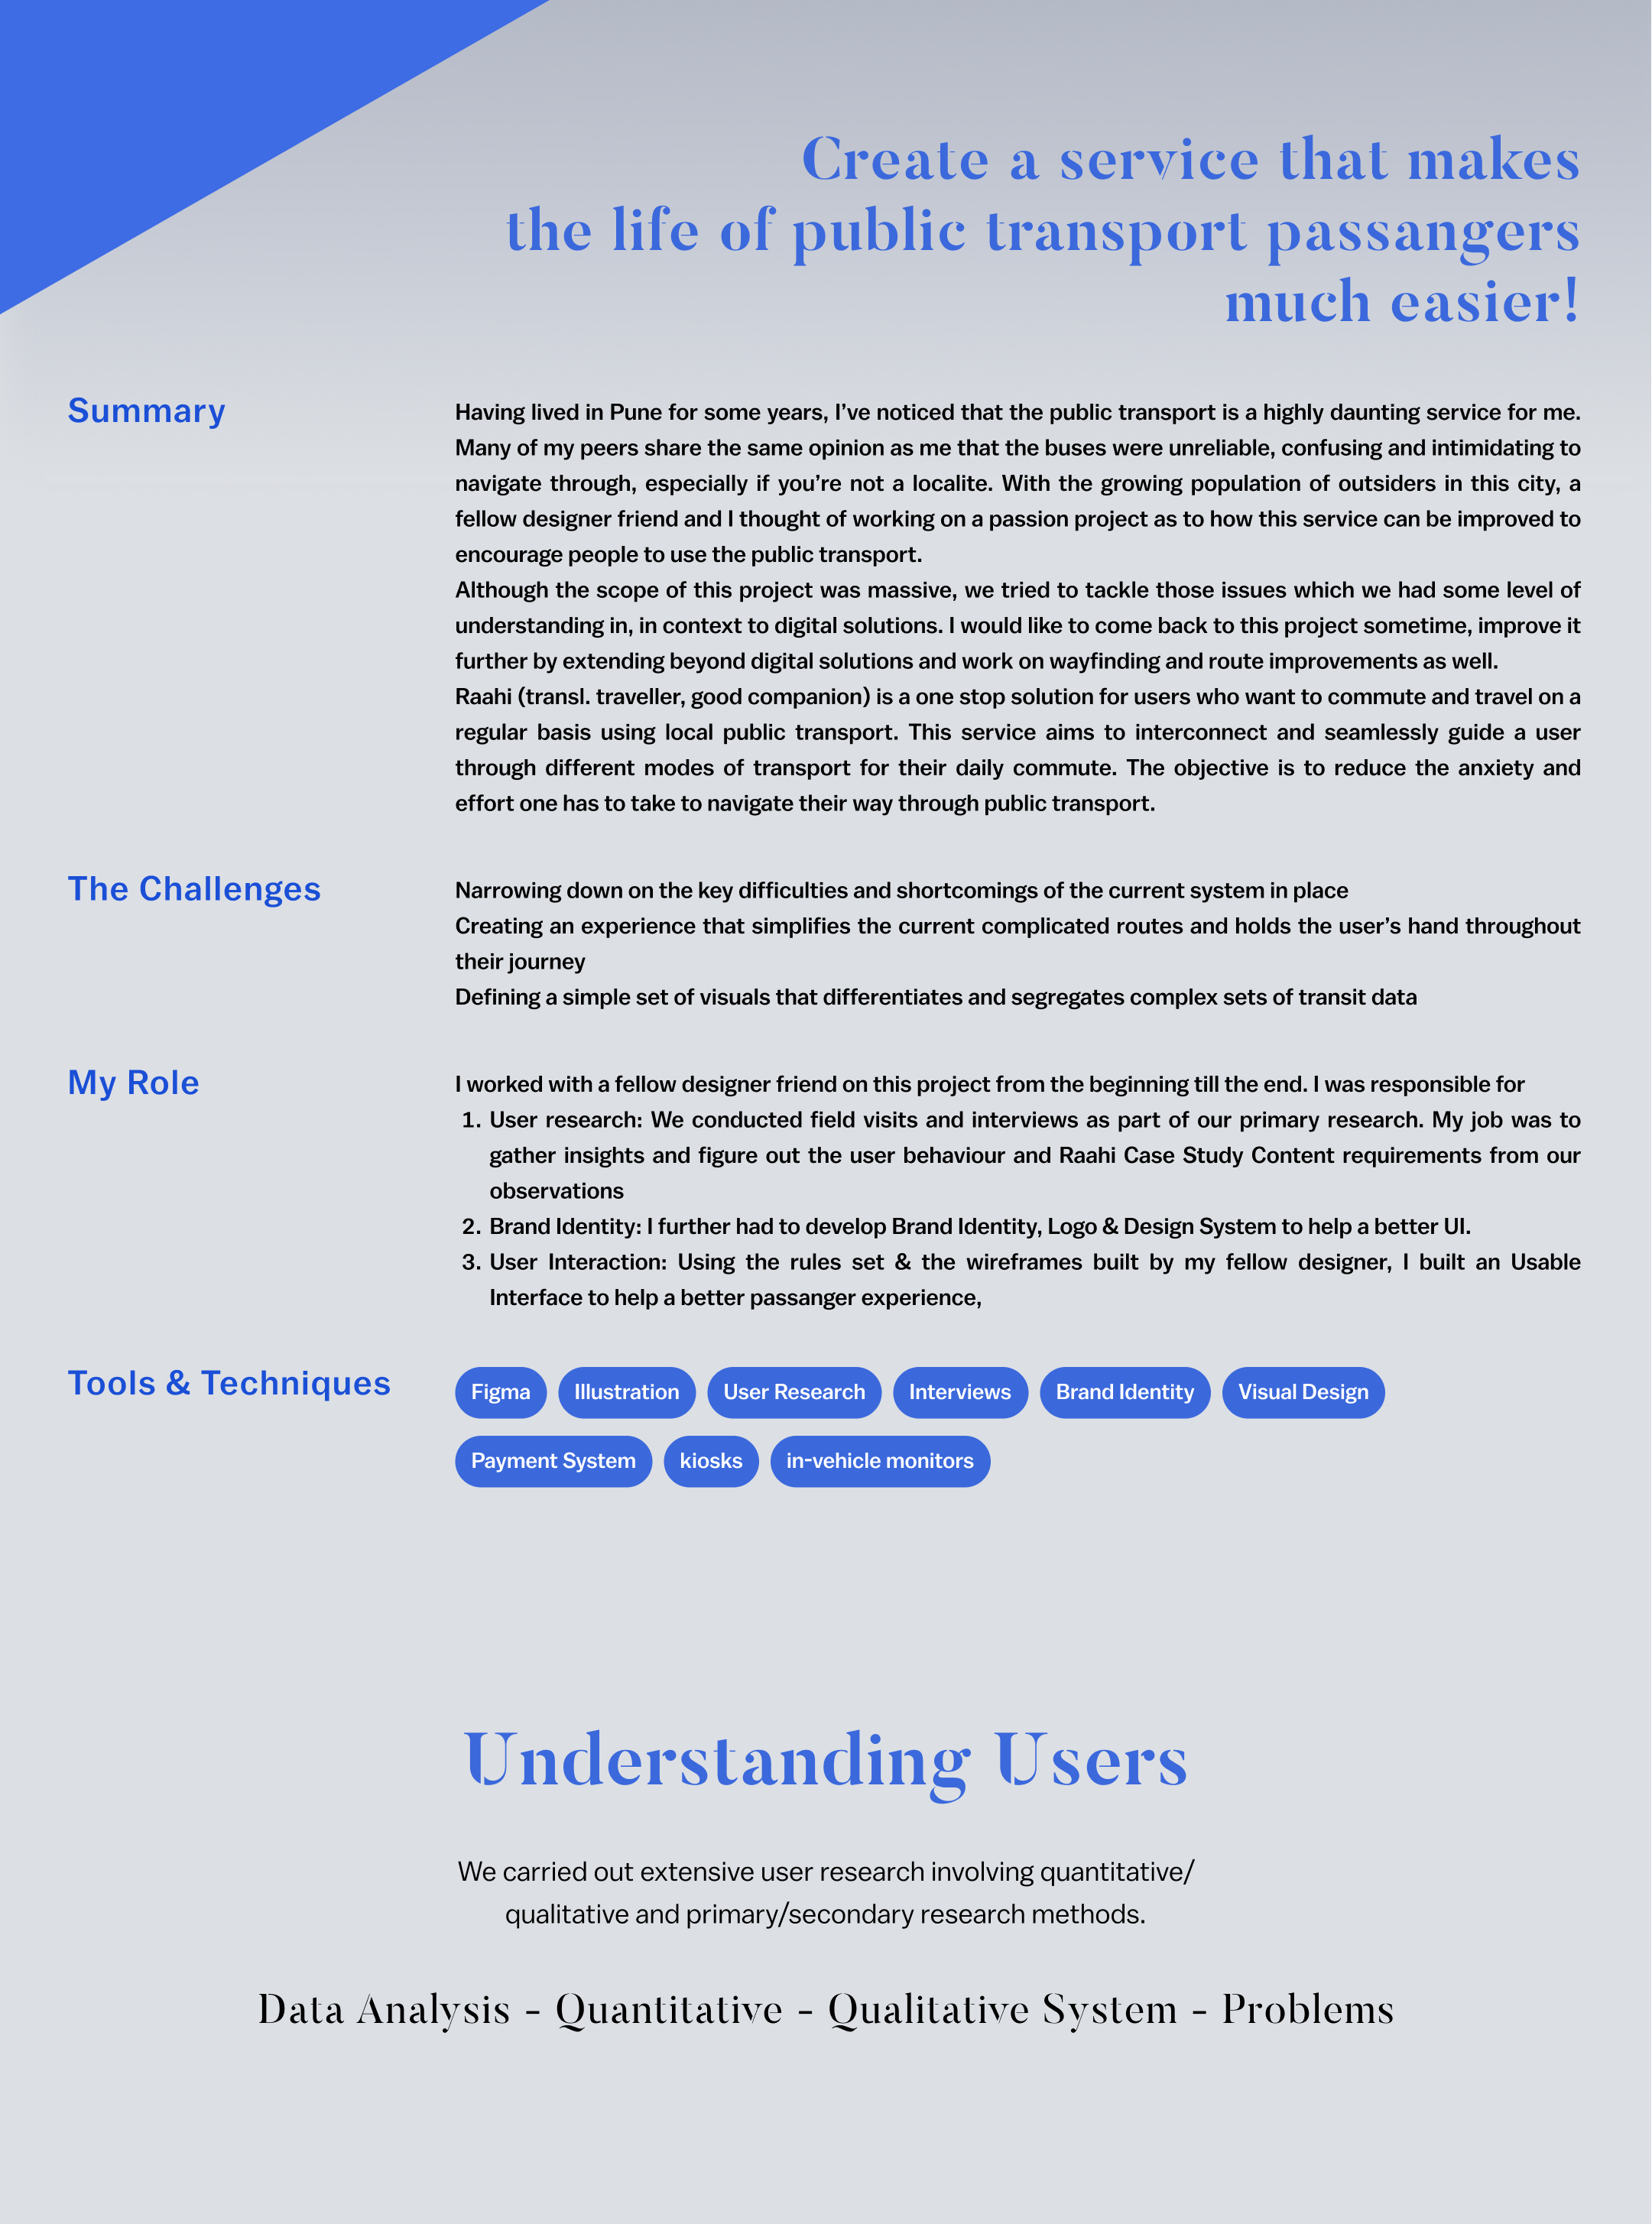 Create a service that makes
the life of public transport passangers
much easier!
Summary
Having lived in Pune for some years, I’ve noticed that the public transport is a highly daunting service for me.
Many of my peers share the same opinion as me that the buses were unreliable, confusing and intimidating to
navigate through, especially if you’re not a localite. With the growing population of outsiders in this city, a
fellow designer friend and I thought of working on a passion project as to how this service can be improved to
encourage people to use the public transport.
Although the scope of this project was massive, we tried to tackle those issues which we had some level of
understanding in, in context to digital solutions. I would like to come back to this project sometime, improve it
further by extending beyond digital solutions and work on wayfinding and route improvements as well.
Raahi (transl. traveller, good companion) is a one stop solution for users who want to commute and travel on a
regular basis using local public transport. This service aims to interconnect and seamlessly guide a user
through different modes of transport for their daily commute. The objective is to reduce the anxiety and
effort one has to take to navigate their way through public transport.
The Challenges
Narrowing down on the key difficulties and shortcomings of the current system in place
Creating an experience that simplifies the current complicated routes and holds the user’s hand throughout
their journey
Defining a simple set of visuals that differentiates and segregates complex sets of transit data
My Role
I worked with a fellow designer friend on this project from the beginning till the end. I was responsible for
1. User research: We conducted field visits and interviews as part of our primary research. My job was to
gather insights and figure out the user behaviour and Raahi Case Study Content requirements from our
observations
2. Brand Identity: I further had to develop Brand Identity, Logo & Design System to help a better UI.
3. User Interaction: Using the rules set & the wireframes built by my fellow designer, I built an Usable
Interface to help a better passanger experience,
Tools & Techniques
Figma Illustration User Research Interviews Brand Identity Visual Design
Payment System kiosks in-vehicle monitors
Understanding Users
We carried out extensive user research involving quantitative/
qualitative and primary/secondary research methods.
Data Analysis - Quantitative - Qualitative System - Problems